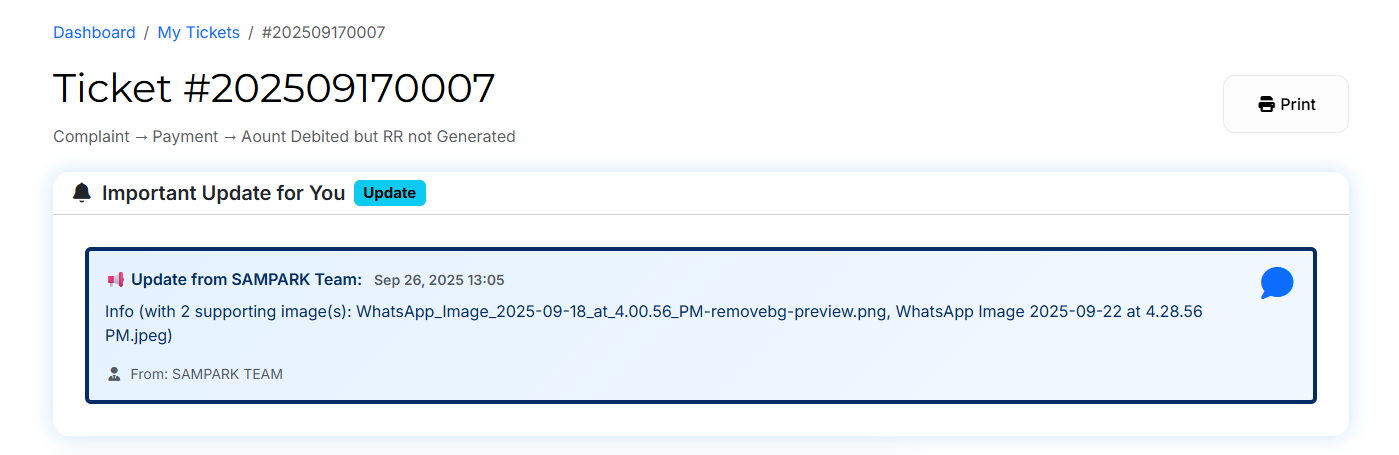 Dashboard / My Tickets / #202509170007
Ticket #202509170007
Print
Complaint → Payment → Aount Debited but RR not Generated
Important Update for You Update
Update from SAMPARK Team: Sep 26, 2025 13:05
Info (with 2 supporting image(s): WhatsApp_Image_2025-09-18_at_4.00.56_PM-removebg-preview.png, WhatsApp Image 2025-09-22 at 4.28.56
PM.jpeg)
From: SAMPARK TEAM